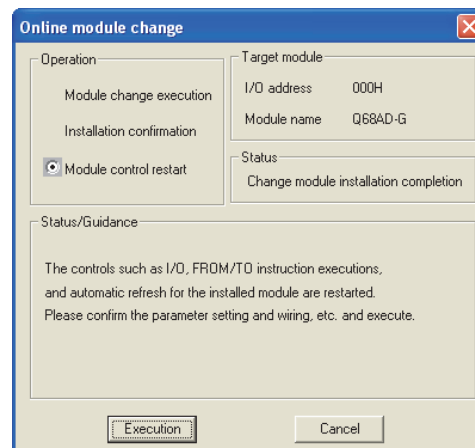 Online module change
Operation
Module change execution
Installation confirmation
Module control restart
Target module
I/O address 000H
Module name Q68AD-G
Status
Change module installation completion
Status/Guidance
The controls such as I/O, FROM/TO instruction executions,
and automatic refresh for the installed module are restarted.
Please confirm the parameter setting and wiring, etc. and execute.
Execution
Cancel